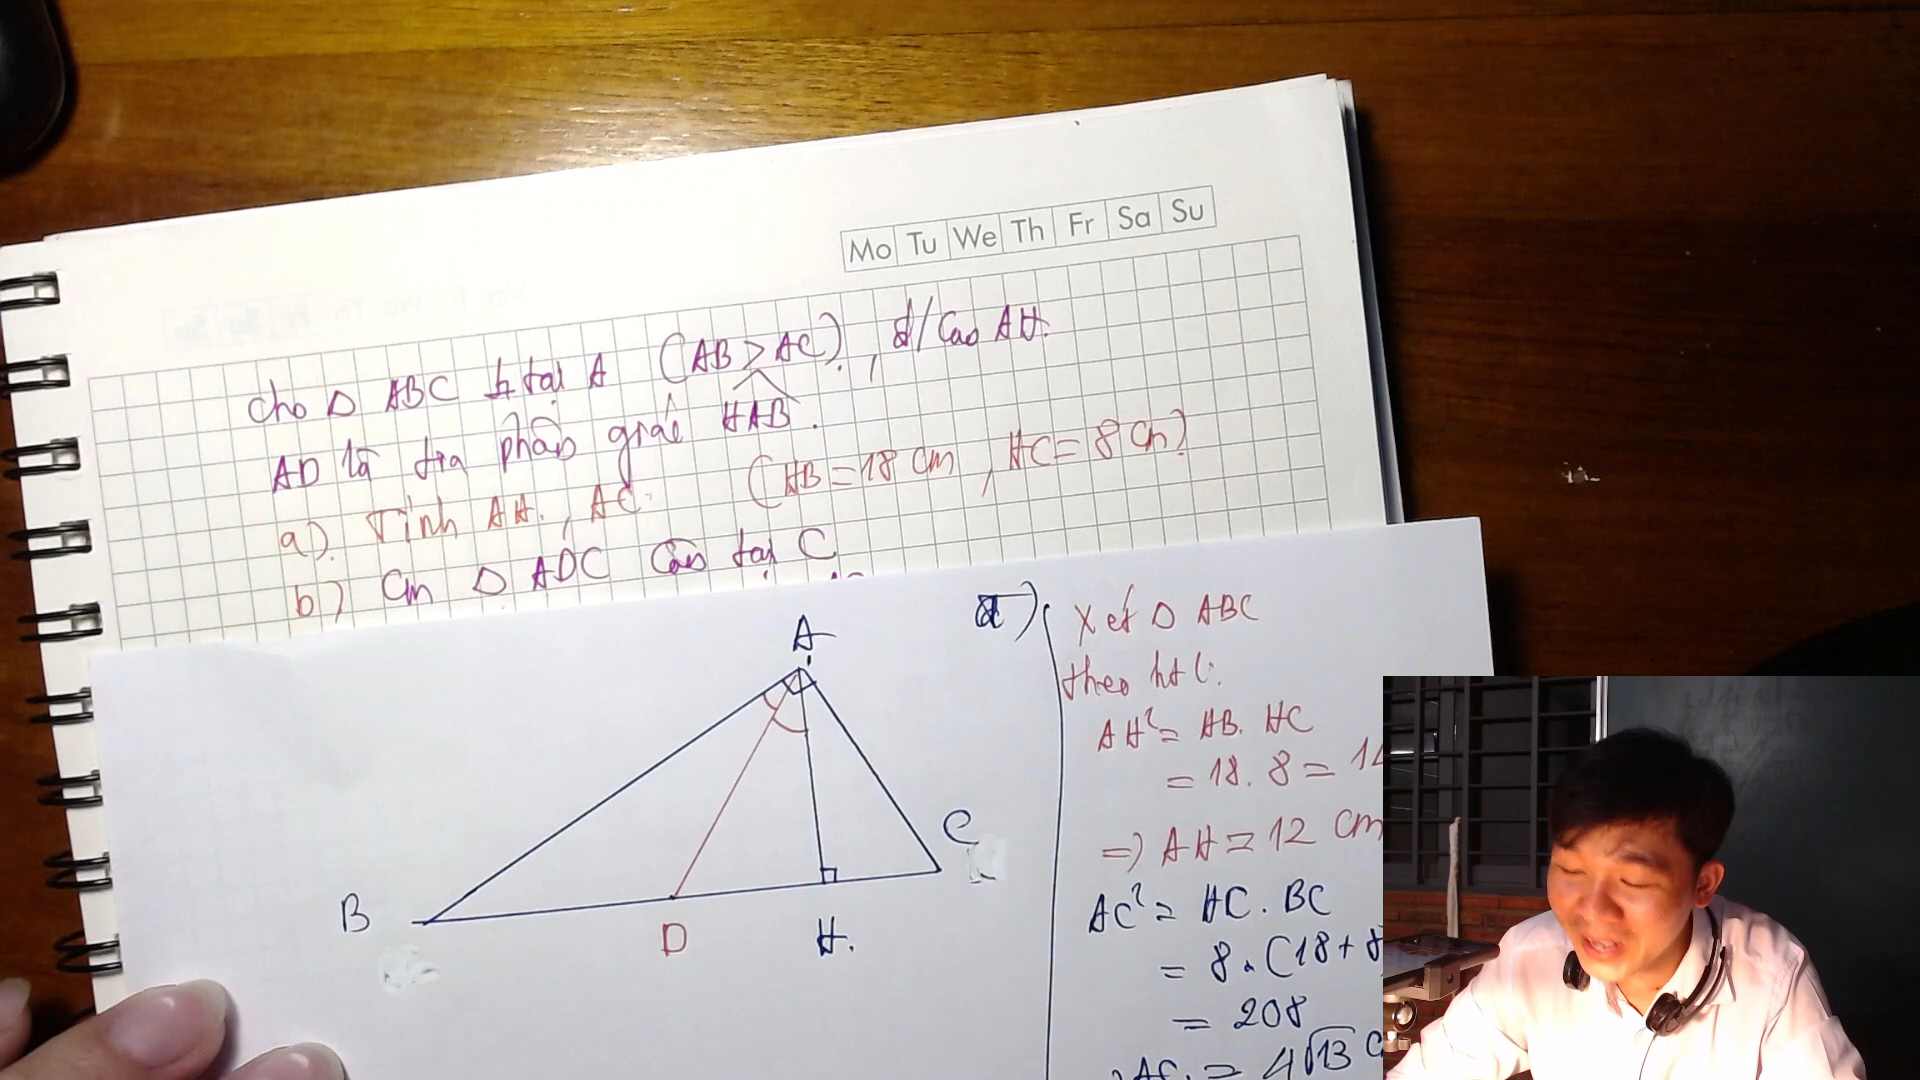 Mo Tu We Th Fr Sa Su
Cho Δ ABC ⊥ tại A (AB > AC), đ/cao AH.
AD là tia phân giác HAB.
a). Tính AH, AC. (HB = 18 cm, HC = 8 cm)
b) Cm Δ ADC cân tại C
A
B
D
H.
C
a)
Xét Δ ABC
theo htl:
AH² = HB. HC
= 18. 8 = 14
=) AH = 12 cm
AC² = HC. BC
= 8.(18+8
= 208
AC = 4√13 c